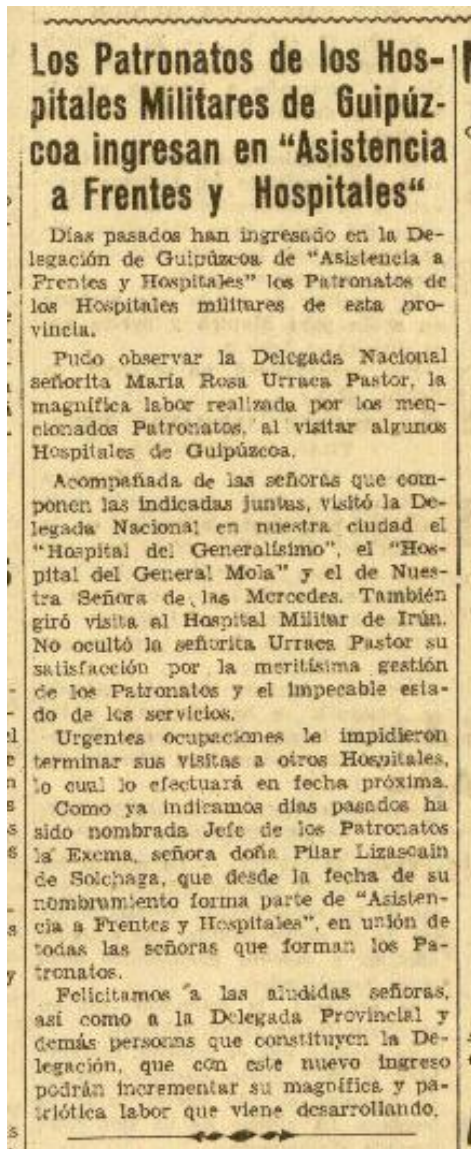 Los Patronatos de los Hos-
pitales Militares de Guipúz-
coa ingresan en "Asistencia
a Frentes y Hospitales"
Días pasados han ingresado en la De-
legación de Guipúzcoa de "Asistencia a
Frentes y Hospitales" los Patronatos de
los Hospitales militares de esta pro-
vincia.
Pudo observar la Delegada Nacional
señorita María Rosa Urraca Pastor, la
magnífica labor realizada por los men-
cionados Patronatos, al visitar algunos
Hospitales de Guipúzcoa.
Acompañada de las señoras que com-
ponen las indicadas juntas, visitó la De-
legada Nacional en nuestra ciudad el
"Hospital del Generalísimo", el "Hos-
pital del General Mola" y el de Nues-
tra Señora de las Mercedes. También
giró visita al Hospital Militar de Irún.
No ocultó la señorita Urraca Pastor su
satisfacción por la meritísima gestión
de los Patronatos y el impecable esta-
do de los servicios.
Urgentes ocupaciones le impidieron
terminar sus visitas a otros Hospitales,
lo cual lo efectuará en fecha próxima.
Como ya indicamos días pasados ha
sido nombrada Jefe de los Patronatos
la Excma. señora doña Pilar Lizascain
de Solchaga, que desde la fecha de su
nombramiento forma parte de "Asisten-
cia a Frentes y Hospitales", en unión de
todas las señoras que forman los Pa-
tronatos.
Felicitamos a las aludidas señoras,
así como a la Delegada Provincial y
demás personas que constituyen la De-
legación, que con este nuevo ingreso
podrán incrementar su magnífica y pa-
triótica labor que viene desarrollando.